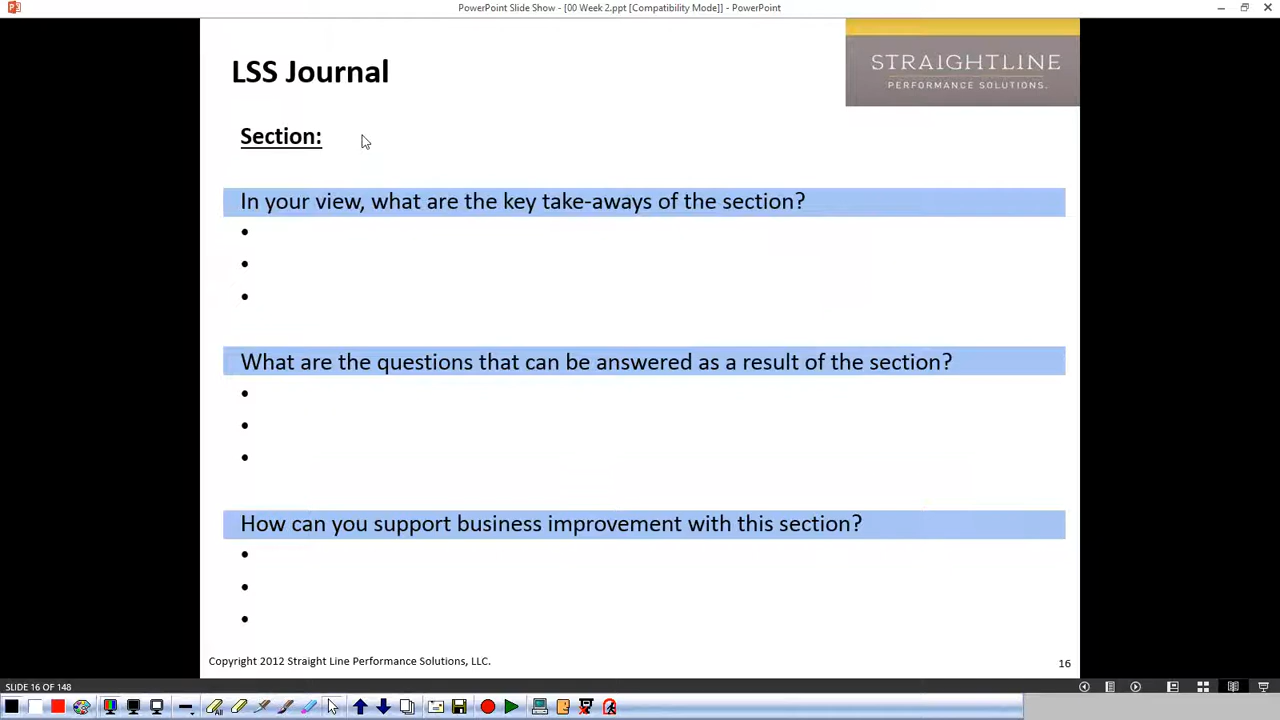 PowerPoint Slide Show - [00 Week 2.ppt [Compatibility Mode]] - PowerPoint
LSS Journal
STRAIGHTLINE
PERFORMANCE SOLUTIONS.
Section:
In your view, what are the key take-aways of the section?
What are the questions that can be answered as a result of the section?
How can you support business improvement with this section?
Copyright 2012 Straight Line Performance Solutions, LLC.
16
SLIDE 16 OF 148